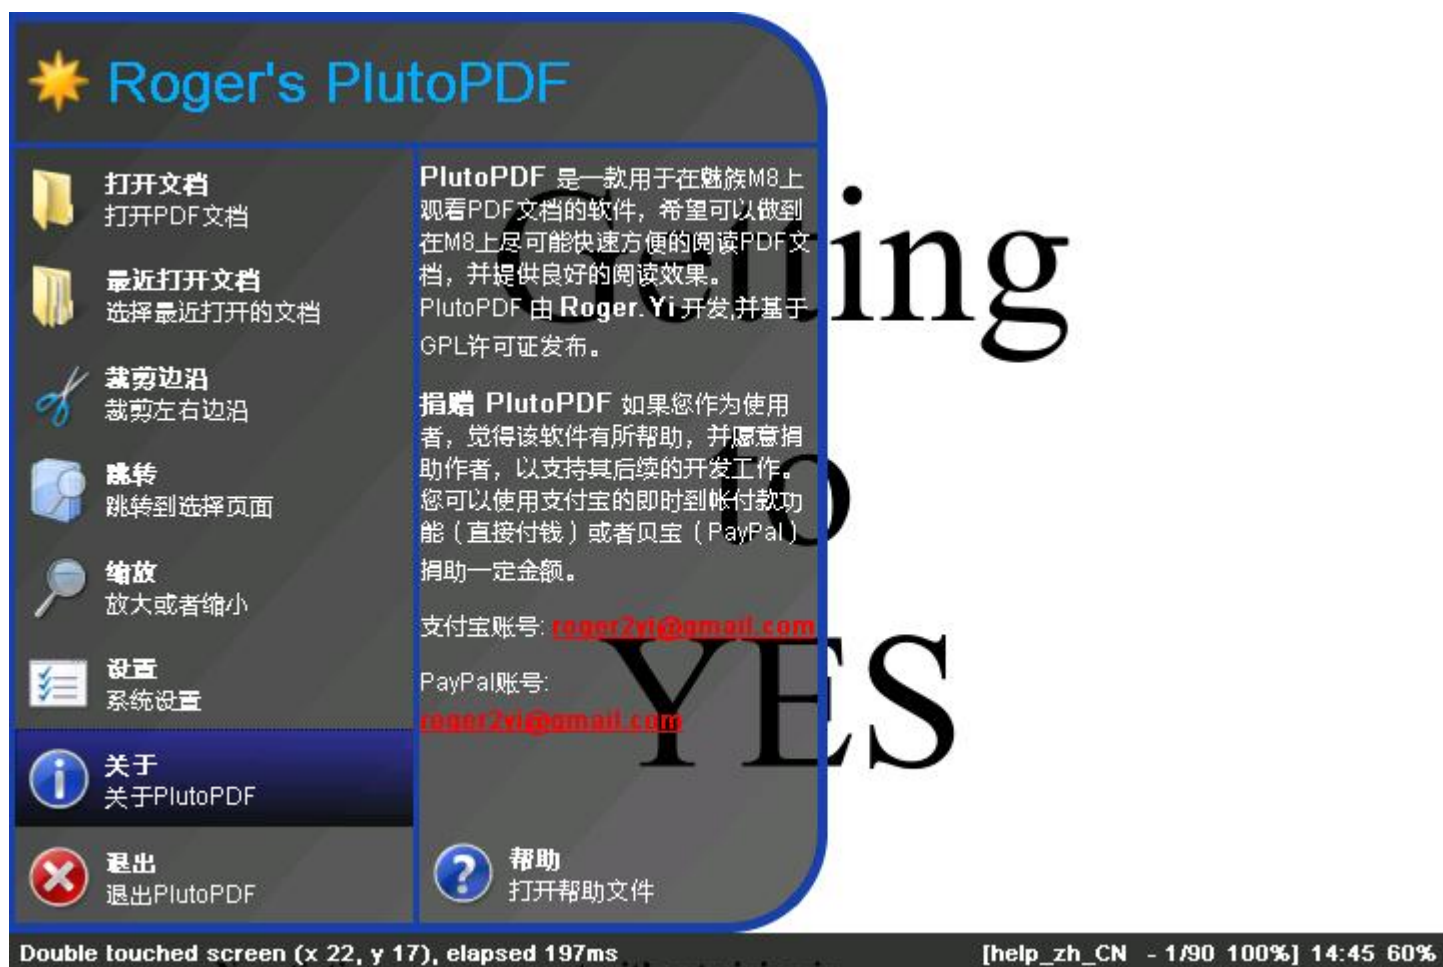 Roger's PlutoPDF
打开文档
打开PDF文档
最近打开文档
选择最近打开的文档
裁剪边沿
裁剪左右边沿
跳转
跳转到选择页面
缩放
放大或者缩小
设置
系统设置
关于
关于PlutoPDF
退出
退出PlutoPDF
PlutoPDF 是一款用于在魅族M8上
观看PDF文档的软件，希望可以做到
在M8上尽可能快速方便的阅读PDF文
档，并提供良好的阅读效果。
PlutoPDF 由 Roger.Yi 开发,并基于
GPL许可证发布。
捐赠 PlutoPDF 如果您作为使用
者，觉得该软件有所帮助，并愿意捐
助作者，以支持其后续的开发工作。
您可以使用支付宝的即时到帐付款功
能（直接付钱）或者贝宝（PayPal）
捐助一定金额。
支付宝账号: roger2yi@gmail.com
PayPal账号:
roger2yi@gmail.com
帮助
打开帮助文件
Getting
to
YES
Double touched screen (x 22, y 17), elapsed 197ms
[help_zh_CN - 1/90 100%] 14:45 60%